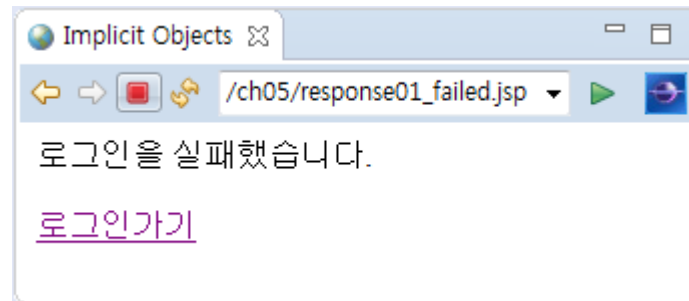 Implicit Objects
/ch05/response01_failed.jsp
로그인을 실패했습니다.
로그인가기